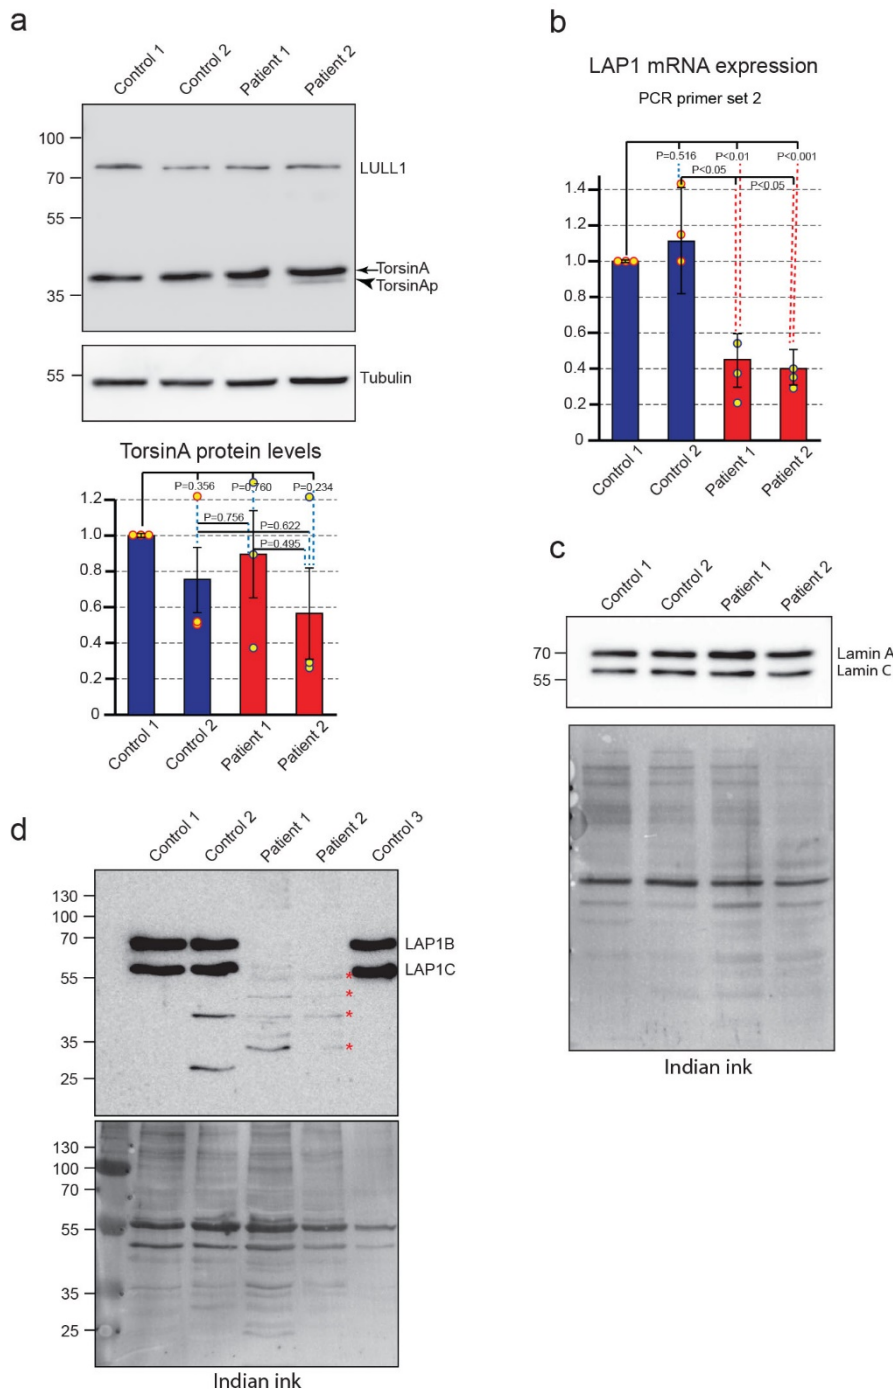 a
Control 1
Control 2
Patient 1
Patient 2
100
70
55
35
LULL1
TorsinA
TorsinAp
55
Tubulin
TorsinA protein levels
P=0.356
P=0.760
P=0.234
P=0.756
P=0.622
P=0.495
1.2
1.0
0.8
0.6
0.4
0.2
0
Control 1
Control 2
Patient 1
Patient 2
b
LAP1 mRNA expression
PCR primer set 2
P=0.516
P<0.01
P<0.001
P<0.05
P<0.05
1.4
1.2
1.0
0.8
0.6
0.4
0.2
0
Control 1
Control 2
Patient 1
Patient 2
c
Control 1
Control 2
Patient 1
Patient 2
70
55
Lamin A
Lamin C
Indian ink
d
Control 1
Control 2
Patient 1
Patient 2
Control 3
130
100
70
55
35
25
LAP1B
LAP1C
*
*
*
*
130
100
70
55
35
25
Indian ink